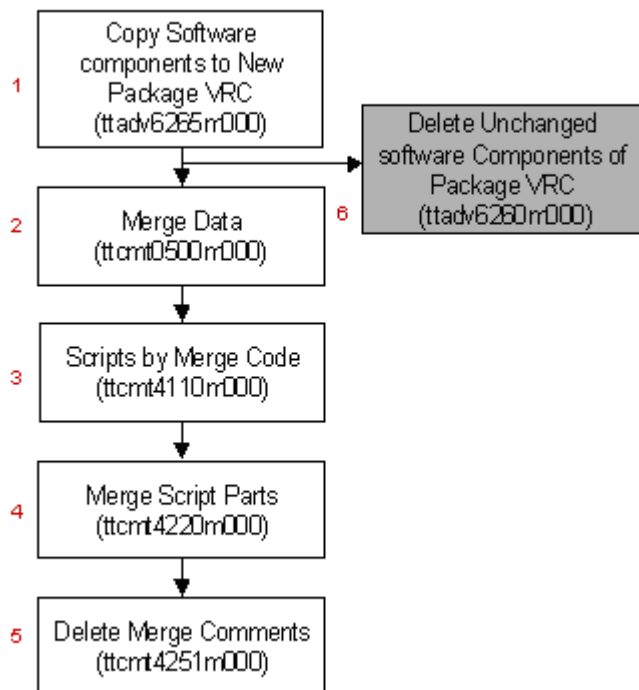 1
Copy Software
components to New
Package VRC
(ttadv6265m000)
Delete Unchanged
software Components of
Package VRC
(ttadv6260m000)
6
2
Merge Data
(ttcmt0500m000)
3
Scripts by Merge Code
(ttcmt4110m000)
4
Merge Script Parts
(ttcmt4220m000)
5
Delete Merge Comments
(ttcmt4251m000)